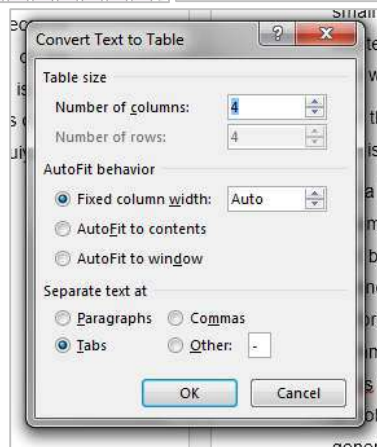 Convert Text to Table ? X
Table size
Number of columns: 4
Number of rows: 4
AutoFit behavior
Fixed column width: Auto
AutoFit to contents
AutoFit to window
Separate text at
Paragraphs Commas
Tabs Other: -
OK Cancel